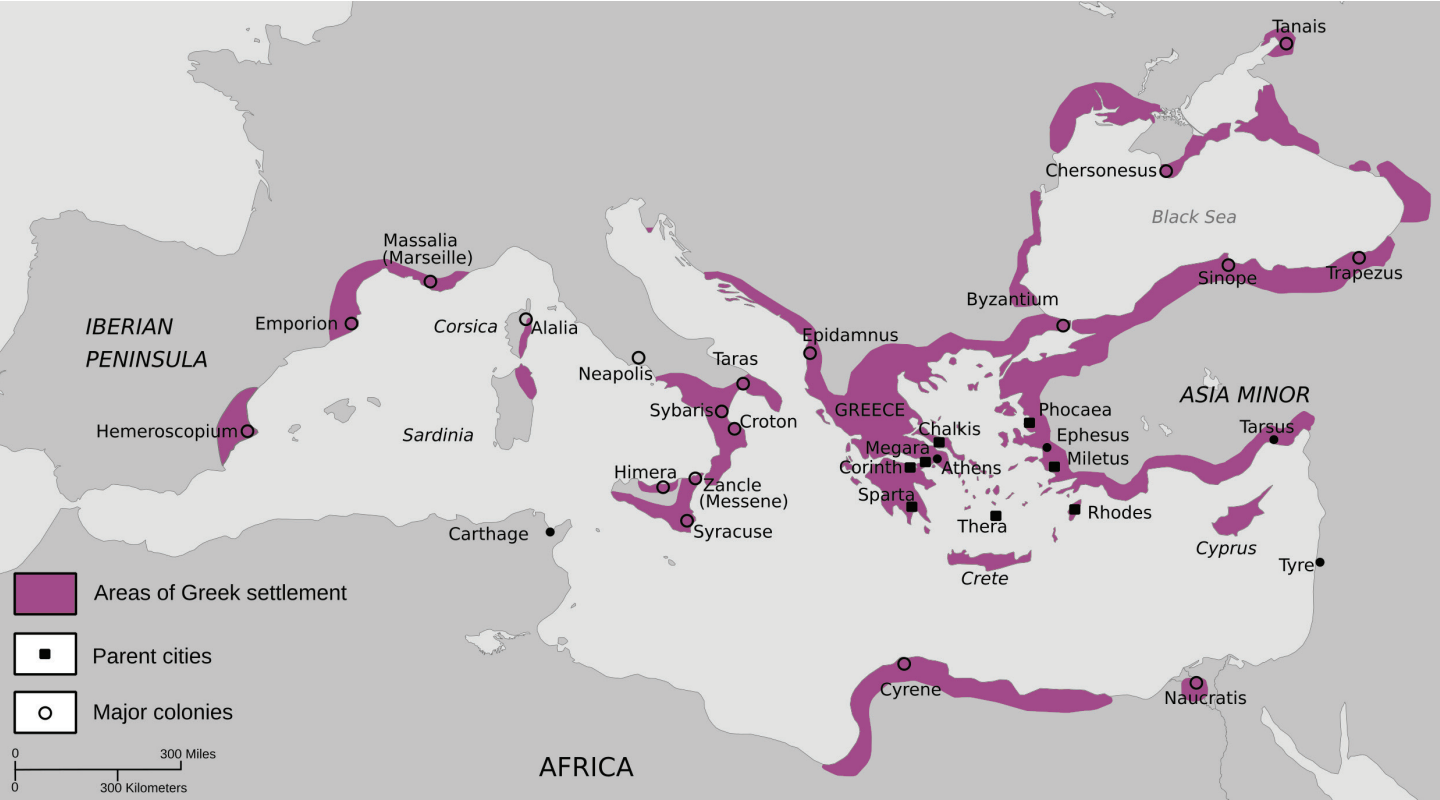 Tanais
Chersonesus
Black Sea
Massalia
(Marseille)
Sinope
Trapezus
Byzantium
IBERIAN
PENINSULA
Emporion
Corsica
Alalia
Epidamnus
Neapolis
Taras
ASIA MINOR
Sybaris
Croton
GREECE
Phocaea
Hemeroscopium
Sardinia
Chalkis
Ephesus
Tarsus
Megara
Miletus
Corinth
Athens
Himera
Zancle
(Messene)
Sparta
Rhodes
Thera
Carthage
Syracuse
Cyprus
Crete
Tyre
Areas of Greek settlement
Parent cities
Cyrene
Naucratis
Major colonies
0 300 Miles
0 300 Kilometers
AFRICA